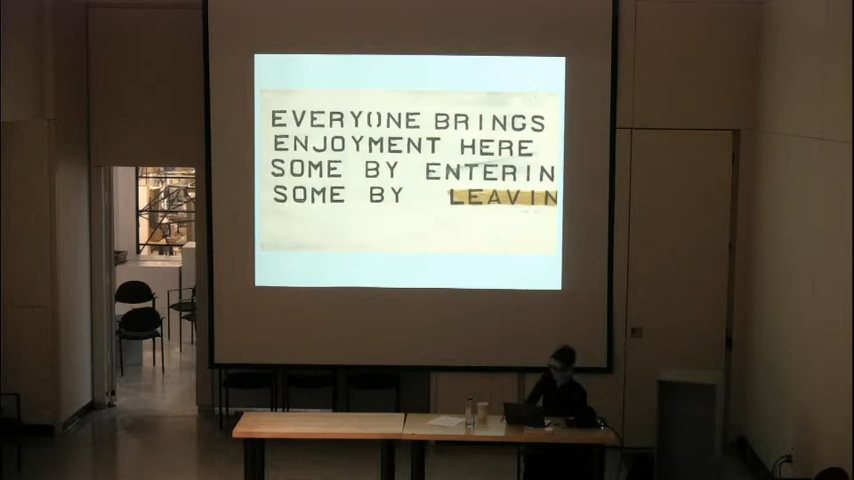 EVERYONE BRINGS
ENJOYMENT HERE
SOME BY ENTERIN
SOME BY LEAVIN